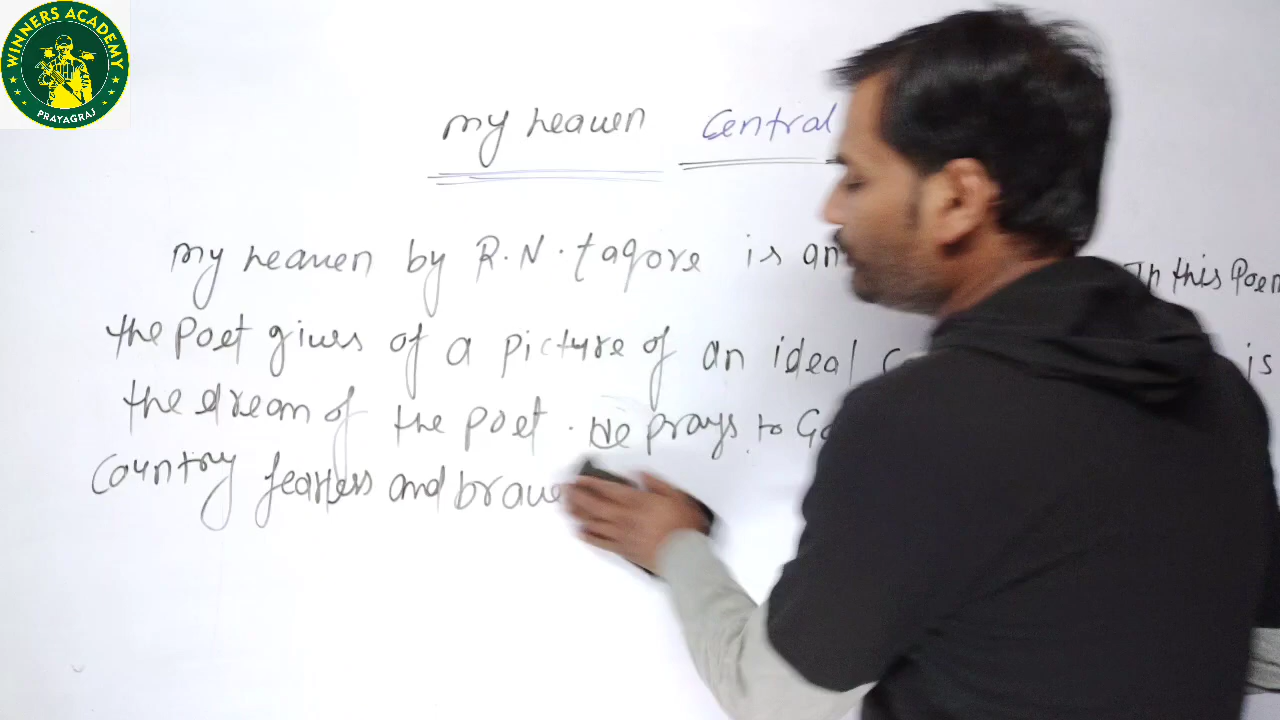 WINNERS ACADEMY
PRAYAGRAJ
my heaven Central
my heaven by R.N. tagore is an In this Poem
the Poet gives of a picture of an ideal is
the dream of the poet. He prays to
Country fearless and brave